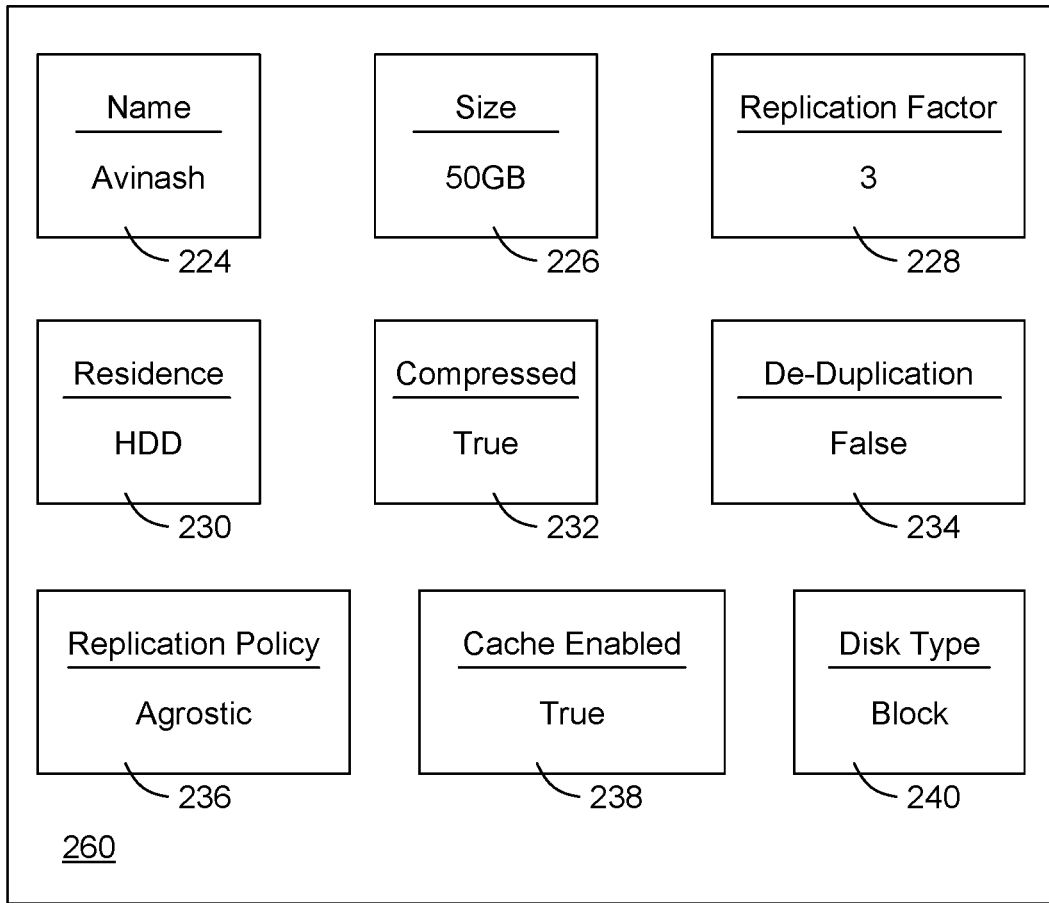 Name
Avinash
224
Size
50GB
226
Replication Factor
3
228
Residence
HDD
230
Compressed
True
232
De-Duplication
False
234
Replication Policy
Agrostic
236
Cache Enabled
True
238
Disk Type
Block
240
260